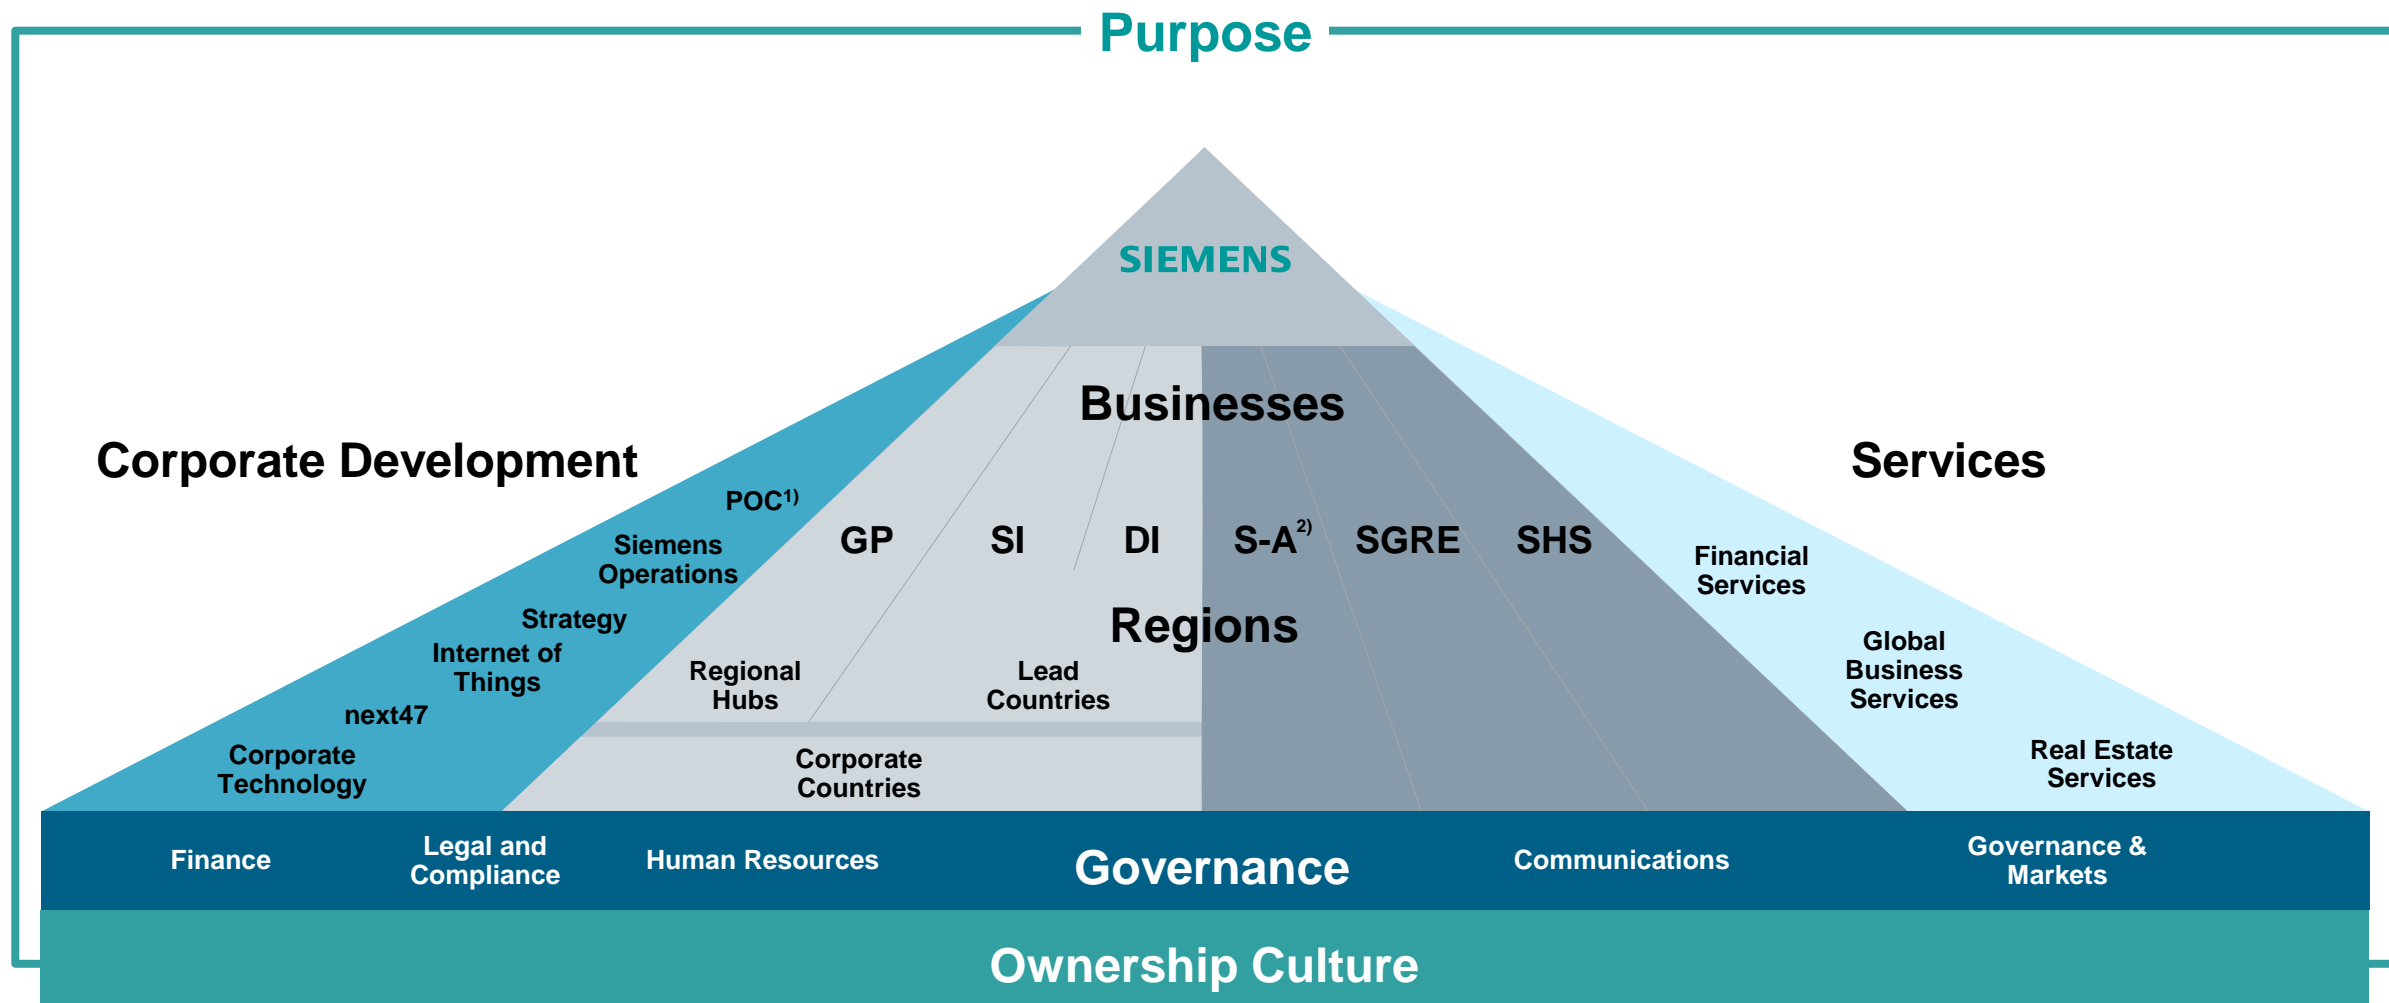 Purpose
SIEMENS
Businesses
Corporate Development
Services
POC¹⁾
GP
SI
DI
S-A²⁾
SGRE
SHS
Siemens
Operations
Financial
Services
Strategy
Regions
Internet of
Things
Global
Business
Services
Regional
Hubs
Lead
Countries
next47
Corporate
Technology
Corporate
Countries
Real Estate
Services
Finance
Legal and
Compliance
Human Resources
Governance
Communications
Governance &
Markets
Ownership Culture